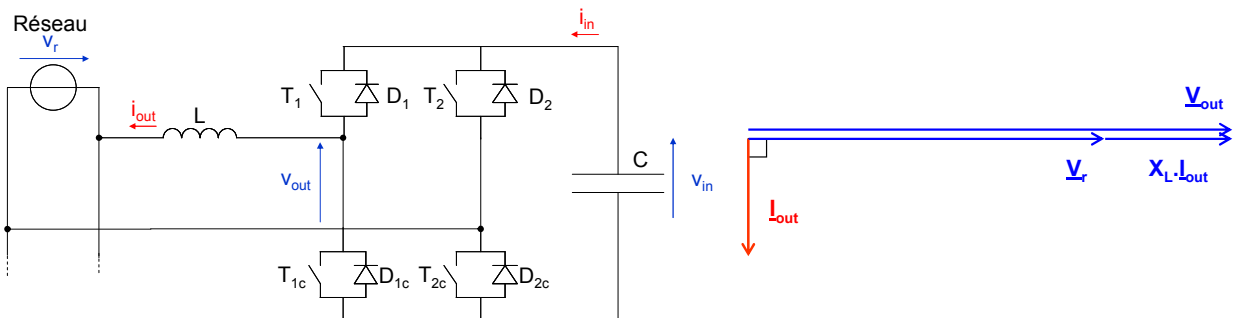 Réseau
v_r
i_in
T_1
D_1
T_2
D_2
i_out
L
v_out
C
v_in
T_1c
D_1c
T_2c
D_2c
V_out
V_r
X_L.I_out
I_out